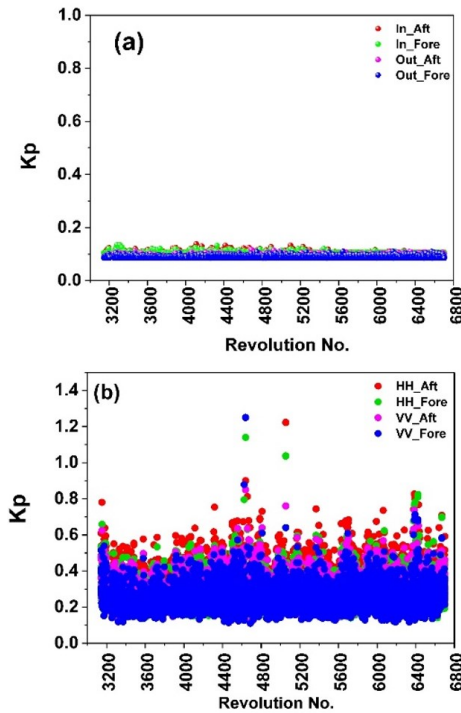 (a)
In_Aft
In_Fore
Out_Aft
Out_Fore
1.0
0.8
0.6
0.4
0.2
0.0
Kp
3200 3600 4000 4400 4800 5200 5600 6000 6400 6800
Revolution No.
(b)
HH_Aft
HH_Fore
VV_Aft
VV_Fore
1.4
1.2
1.0
0.8
0.6
0.4
0.2
0.0
Kp
3200 3600 4000 4400 4800 5200 5600 6000 6400 6800
Revolution No.